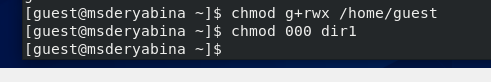 [guest@msderyabina ~]$ chmod g+rwx /home/guest
[guest@msderyabina ~]$ chmod 000 dir1
[guest@msderyabina ~]$